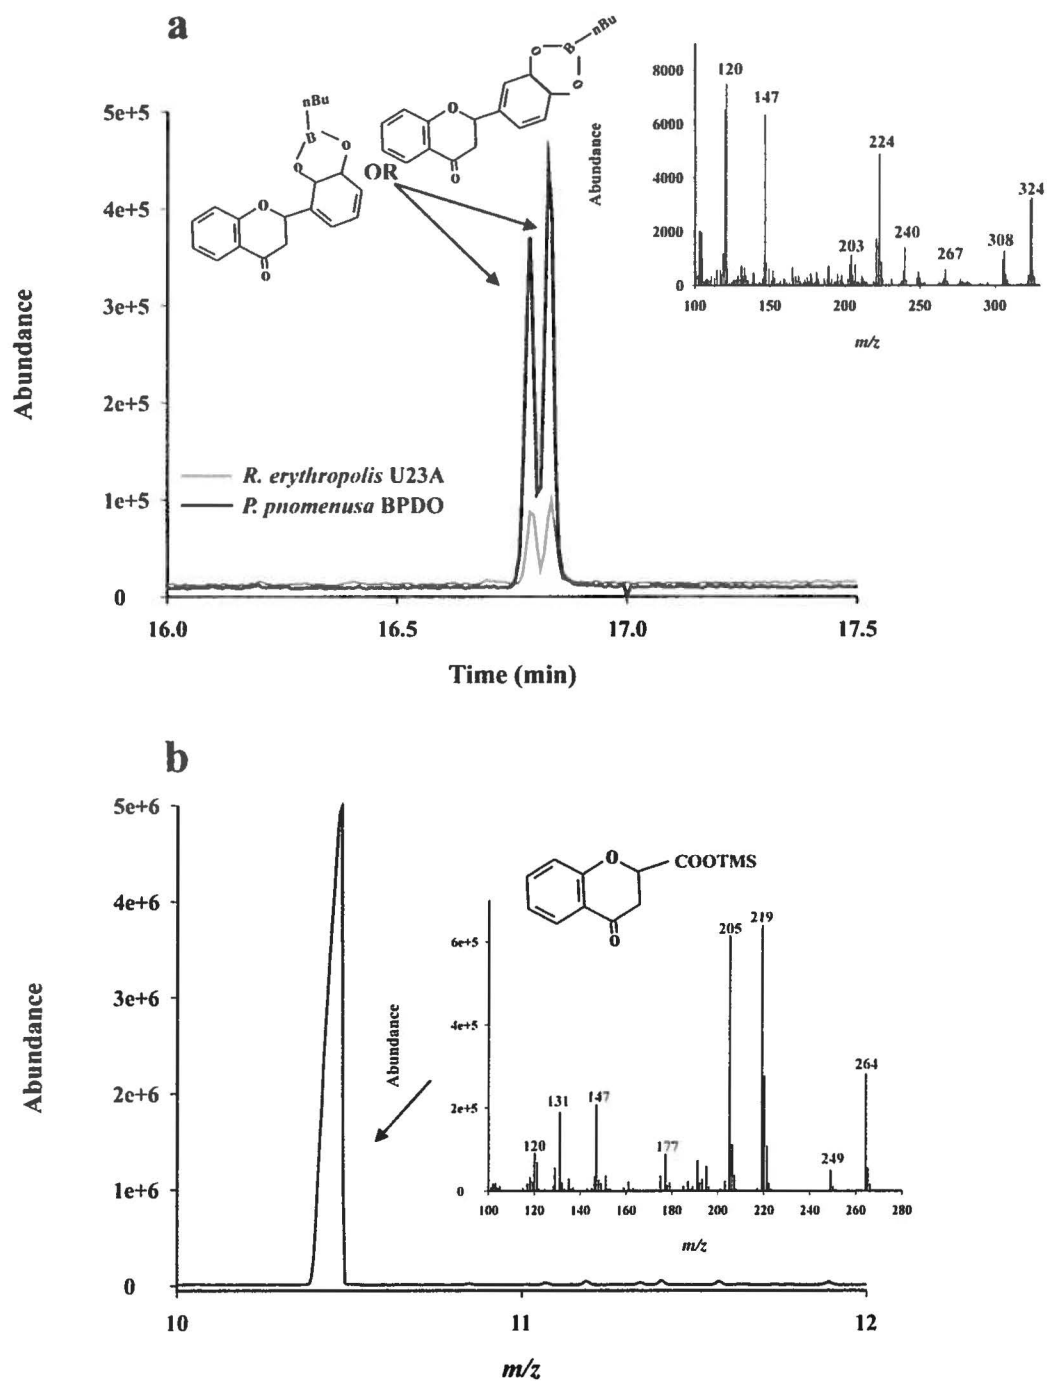 a
nBu
B
O
O
O
O
nBu
B
O
O
O
O
OR
Abundance
5e+5
4e+5
3e+5
2e+5
1e+5
0
R. erythropolis U23A
P. pnomenusa BPDO
16.0 16.5 17.0 17.5
Time (min)
Abundance
8000
6000
4000
2000
0
120
147
224
203
240
267
308
324
100 150 200 250 300
m/z
b
Abundance
5e+6
4e+6
3e+6
2e+6
1e+6
0
10 11 12
m/z
O
COOTMS
O
Abundance
6e+5
4e+5
2e+5
0
120
131
147
177
205
219
249
264
100 120 140 160 180 200 220 240 260 280
m/z